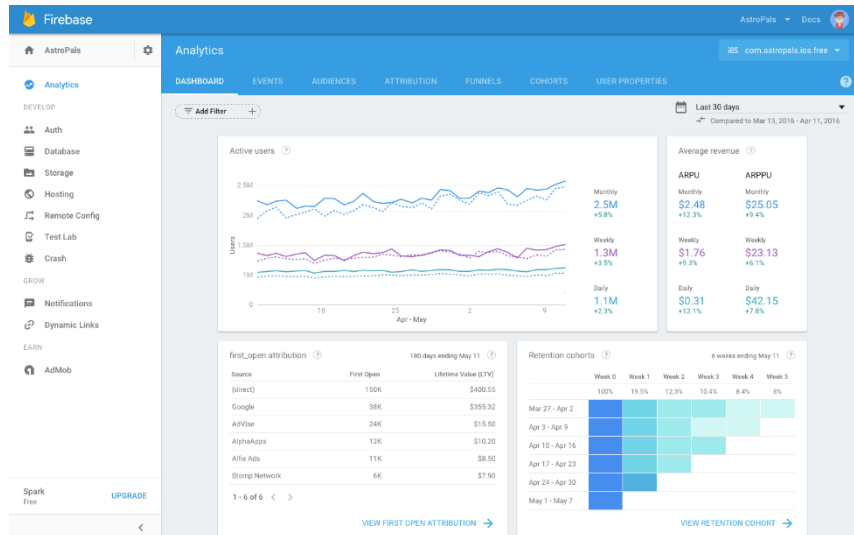 Firebase
AstroPals
Docs
AstroPals
Analytics
iOS com.astropals.ios.free
Analytics
DASHBOARD EVENTS AUDIENCES ATTRIBUTION FUNNELS COHORTS USER PROPERTIES ?
DEVELOP
Auth
Database
Storage
Hosting
Remote Config
Test Lab
Crash
GROW
Notifications
Dynamic Links
EARN
AdMob
Spark
Free
UPGRADE
Add Filter +
Last 30 days
Compared to Mar 13, 2016 - Apr 11, 2016
Active users ?
2.5M
2M
1.5M
1M
0
Users
18 25 2 9
Apr - May
Monthly
2.5M
+5.8%
Weekly
1.3M
+3.5%
Daily
1.1M
+2.3%
Average revenue ?
ARPU ARPPU
Monthly Monthly
$2.48 $25.05
+12.3% +9.4%
Weekly Weekly
$1.76 $23.13
+9.3% +6.1%
Daily Daily
$0.31 $42.15
+12.1% +7.8%
first_open attribution ? 180 days ending May 11 ?
Source First Open Lifetime Value (LTV)
(direct) 150K $400.55
Google 38K $355.32
AdVise 24K $15.50
AlphaApps 12K $10.20
Alfie Ads 11K $8.50
Stomp Network 6K $7.90
1 - 6 of 6
VIEW FIRST OPEN ATTRIBUTION
Retention cohorts ? 6 weeks ending May 11 ?
Week 0 Week 1 Week 2 Week 3 Week 4 Week 5
100% 19.5% 12.3% 10.4% 8.4% 8%
Mar 27 - Apr 2
Apr 3 - Apr 9
Apr 10 - Apr 16
Apr 17 - Apr 23
Apr 24 - Apr 30
May 1 - May 7
VIEW RETENTION COHORT